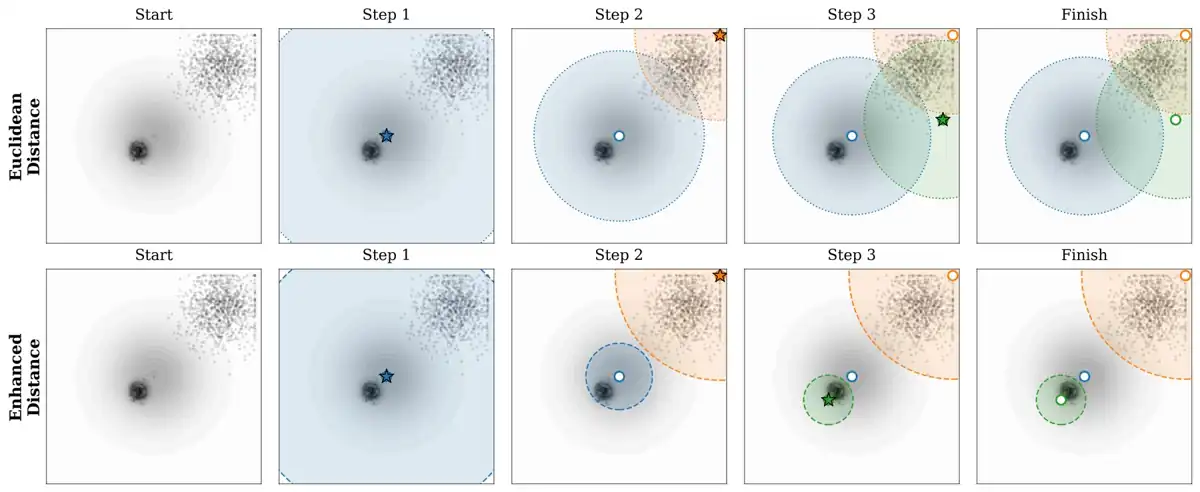 Start
Step 1
Step 2
Step 3
Finish
Euclidean
Distance
Start
Step 1
Step 2
Step 3
Finish
Enhanced
Distance